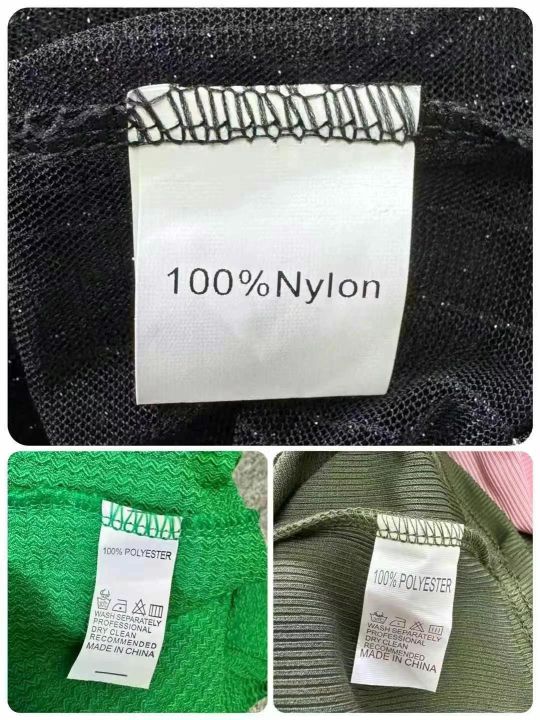 100%Nylon
100% POLYESTER
WASH SEPARATELY
PROFESSIONAL
DRY CLEAN
RECOMMENDED
MADE IN CHINA
100% POLYESTER
WASH SEPARATELY
PROFESSIONAL
DRY CLEAN
RECOMMENDED
MADE IN CHINA